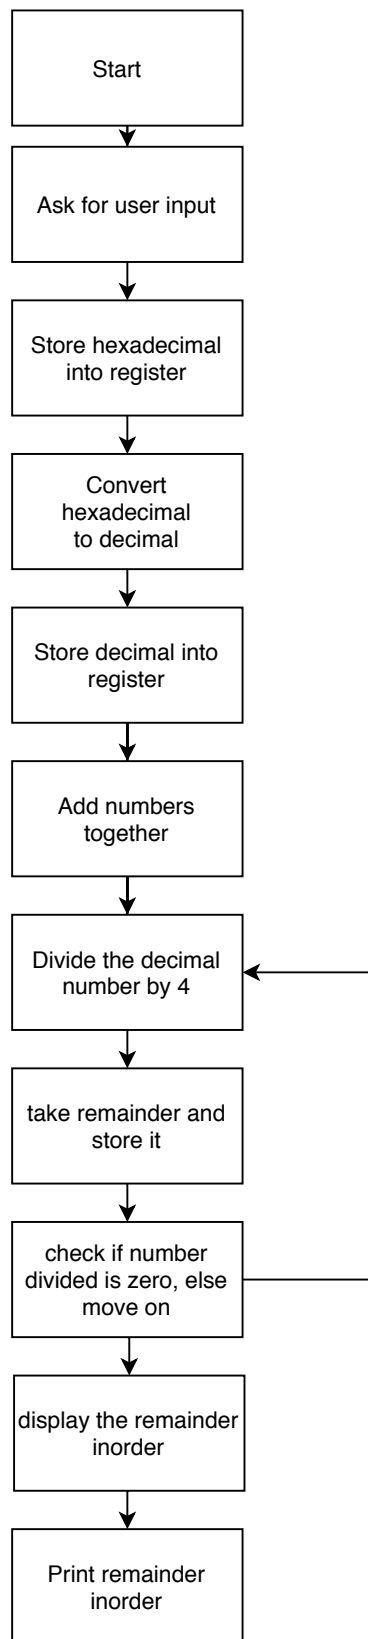 Start
Ask for user input
Store hexadecimal
into register
Convert
hexadecimal
to decimal
Store decimal into
register
Add numbers
together
Divide the decimal
number by 4
take remainder and
store it
check if number
divided is zero, else
move on
display the remainder
inorder
Print remainder
inorder